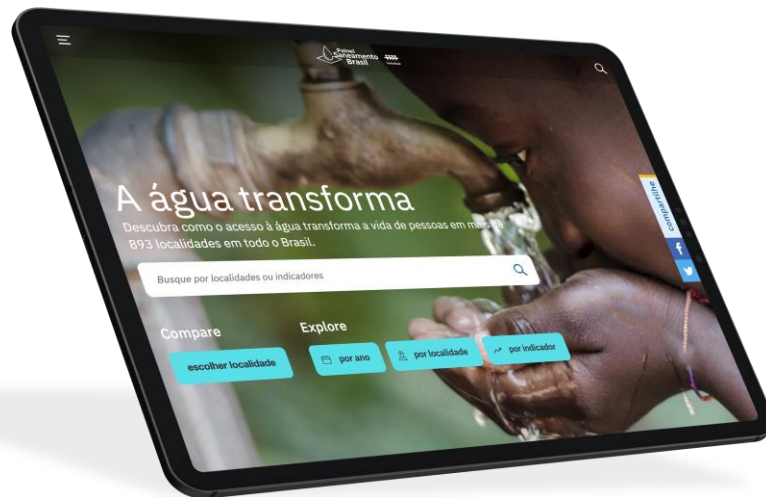 Painel
Saneamento
Brasil
A água transforma
Descubra como o acesso à água transforma a vida de pessoas em mais de
893 localidades em todo o Brasil.
compartilhe
Busque por localidades ou indicadores
Compare
Explore
escolher localidade
por ano
por localidade
por indicador